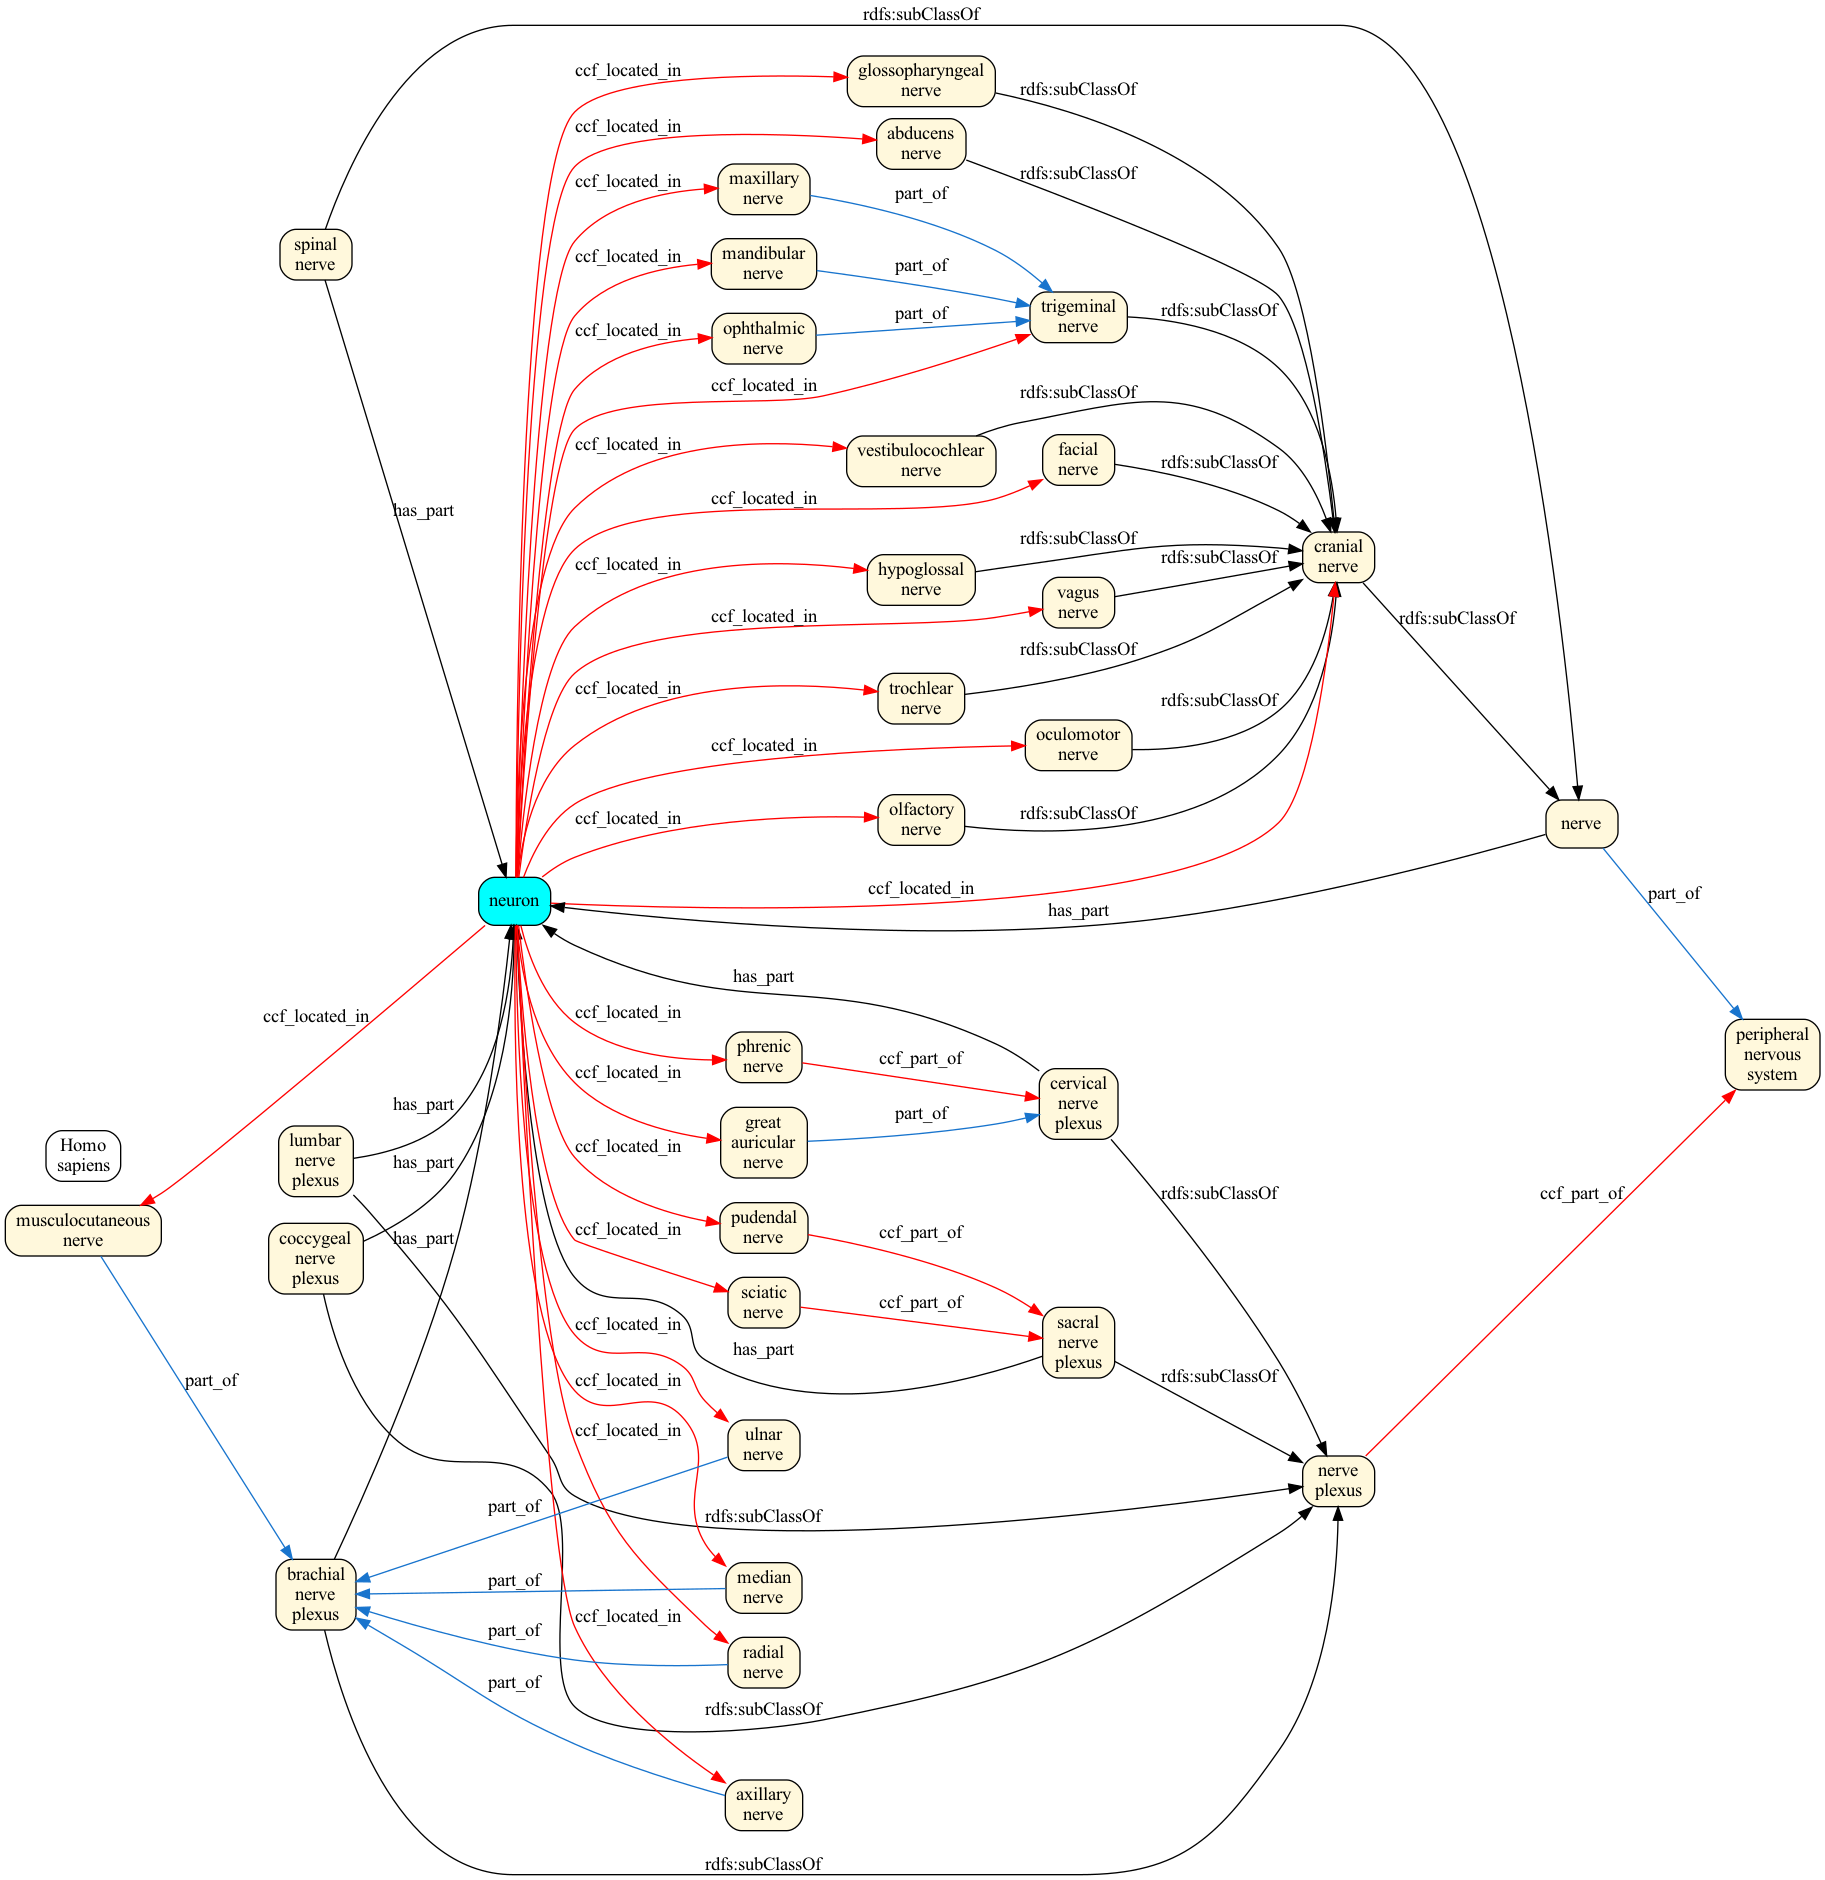 rdfs:subClassOf
ccf_located_in
glossopharyngeal
nerve
rdfs:subClassOf
ccf_located_in
abducens
nerve
rdfs:subClassOf
ccf_located_in
maxillary
nerve
part_of
spinal
nerve
ccf_located_in
mandibular
nerve
part_of
ccf_located_in
ophthalmic
nerve
part_of
trigeminal
nerve
rdfs:subClassOf
ccf_located_in
rdfs:subClassOf
ccf_located_in
vestibulocochlear
nerve
facial
nerve
rdfs:subClassOf
ccf_located_in
has_part
ccf_located_in
hypoglossal
nerve
rdfs:subClassOf
rdfs:subClassOf
cranial
nerve
vagus
nerve
ccf_located_in
rdfs:subClassOf
rdfs:subClassOf
ccf_located_in
trochlear
nerve
rdfs:subClassOf
ccf_located_in
oculomotor
nerve
ccf_located_in
olfactory
nerve
rdfs:subClassOf
nerve
neuron
ccf_located_in
has_part
part_of
has_part
ccf_located_in
ccf_located_in
phrenic
nerve
ccf_part_of
peripheral
nervous
system
ccf_located_in
cervical
nerve
plexus
has_part
great
auricular
nerve
part_of
Homo
sapiens
lumbar
nerve
plexus
has_part
ccf_located_in
rdfs:subClassOf
ccf_part_of
musculocutaneous
nerve
coccygeal
nerve
plexus
has_part
ccf_located_in
pudendal
nerve
ccf_part_of
sciatic
nerve
ccf_part_of
ccf_located_in
has_part
sacral
nerve
plexus
rdfs:subClassOf
part_of
ccf_located_in
ccf_located_in
ulnar
nerve
nerve
plexus
part_of
rdfs:subClassOf
brachial
nerve
plexus
part_of
median
nerve
ccf_located_in
part_of
radial
nerve
part_of
rdfs:subClassOf
axillary
nerve
rdfs:subClassOf